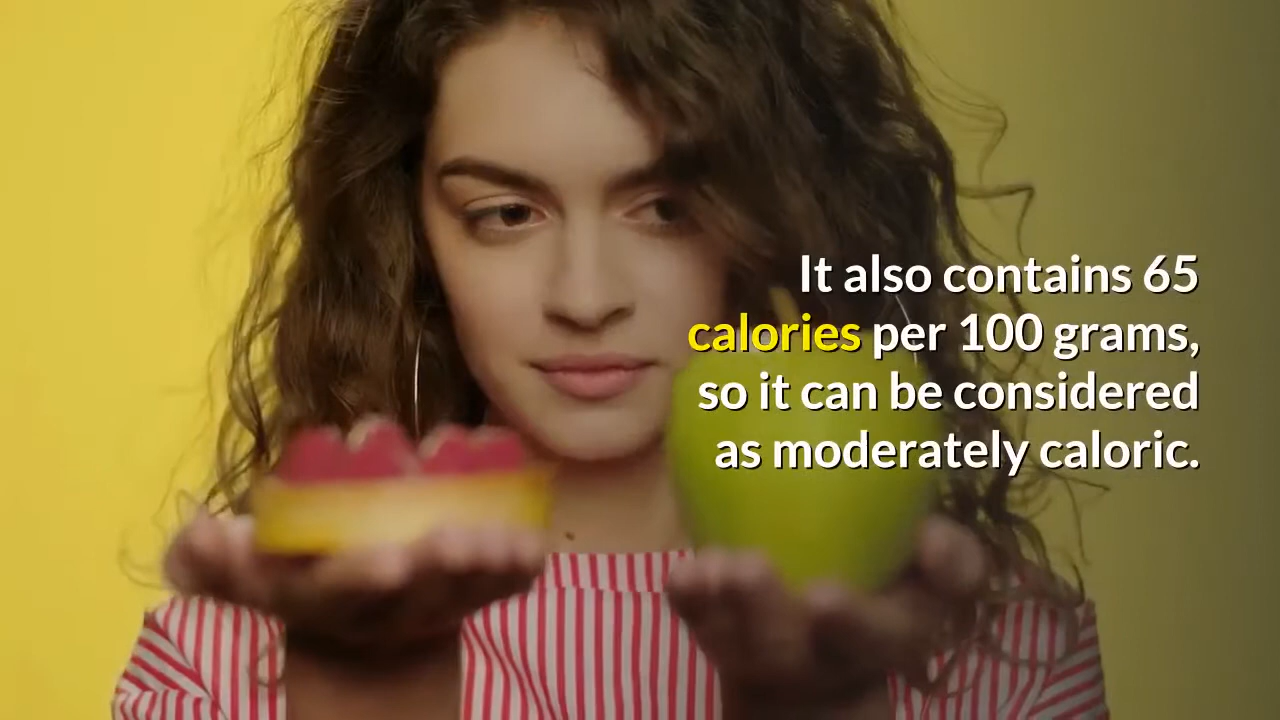 It also contains 65
calories per 100 grams,
so it can be considered
as moderately caloric.